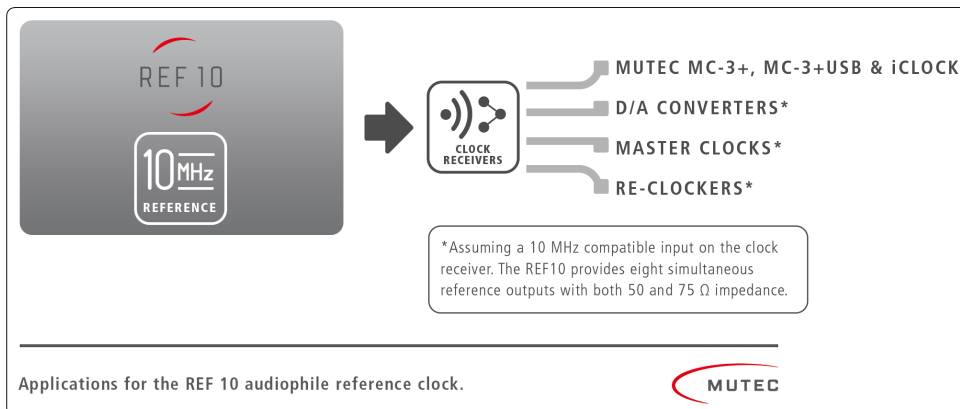 REF 10
10 MHz
REFERENCE
CLOCK
RECEIVERS
MUTEC MC-3+, MC-3+USB & iCLOCK
D/A CONVERTERS*
MASTER CLOCKS*
RE-CLOCKERS*
*Assuming a 10 MHz compatible input on the clock
receiver. The REF10 provides eight simultaneous
reference outputs with both 50 and 75 Ω impedance.
Applications for the REF 10 audiophile reference clock.
MUTEC